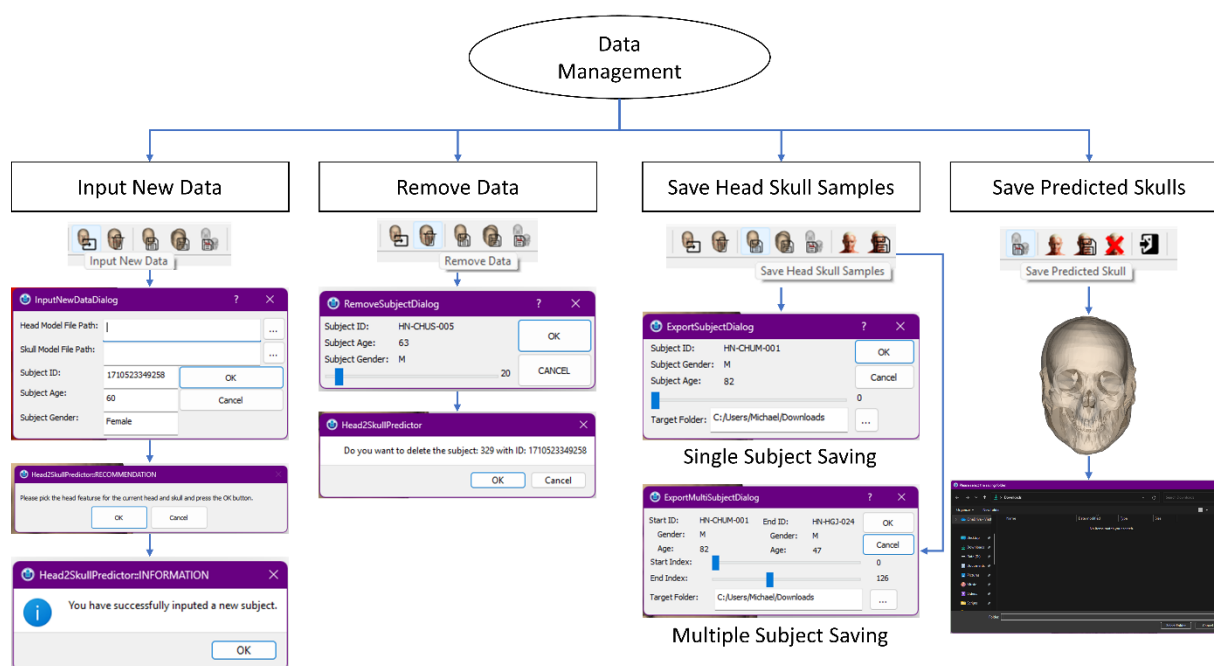 Data
Management
Input New Data
Remove Data
Save Head Skull Samples
Save Predicted Skulls
Input New Data
InputNewDataDialog ? ×
Head Model File Path: ...
Skull Model File Path: ...
Subject ID: 1710523349258 OK
Subject Age: 60 Cancel
Subject Gender: Female
Head2SkullPredictor::RECOMMENDATION
Please pick the head featurse for the current head and skull and press the OK button.
OK Cancel
Head2SkullPredictor::INFORMATION ×
You have successfully inputed a new subject.
OK
Remove Data
RemoveSubjectDialog ? ×
Subject ID: HN-CHUS-005 OK
Subject Age: 63
Subject Gender: M
20 CANCEL
Head2SkullPredictor ×
Do you want to delete the subject: 329 with ID: 1710523349258
OK Cancel
Save Head Skull Samples
ExportSubjectDialog ? ×
Subject ID: HN-CHUM-001 OK
Subject Gender: M
Subject Age: 82 Cancel
0
Target Folder: C:/Users/Michael/Downloads ...
Single Subject Saving
ExportMultiSubjectDialog ? ×
Start ID: HN-CHUM-001 End ID: HN-HGJ-024 OK
Gender: M Gender: M
Age: 82 Age: 47 Cancel
Start Index: 0
End Index: 126
Target Folder: C:/Users/Michael/Downloads ...
Multiple Subject Saving
Save Predicted Skull
Downloads
Name
Type
Desktop
Downloads
Pictures
Folder: